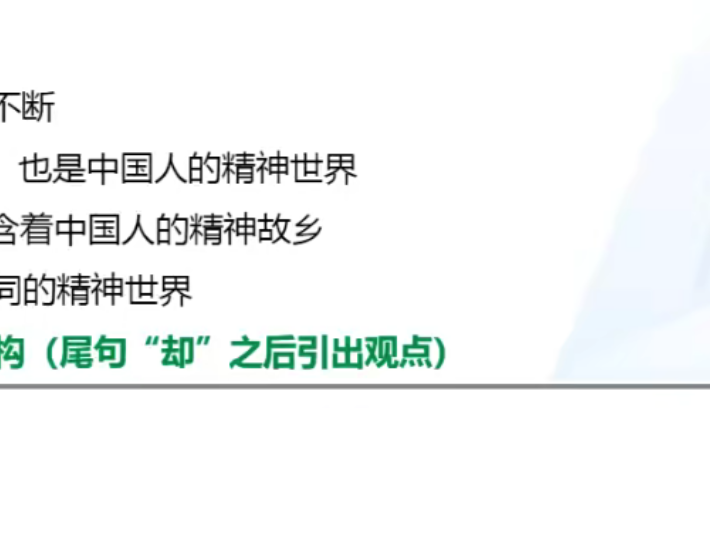 不断
也是中国人的精神世界
含着中国人的精神故乡
同的精神世界
构（尾句“却”之后引出观点）